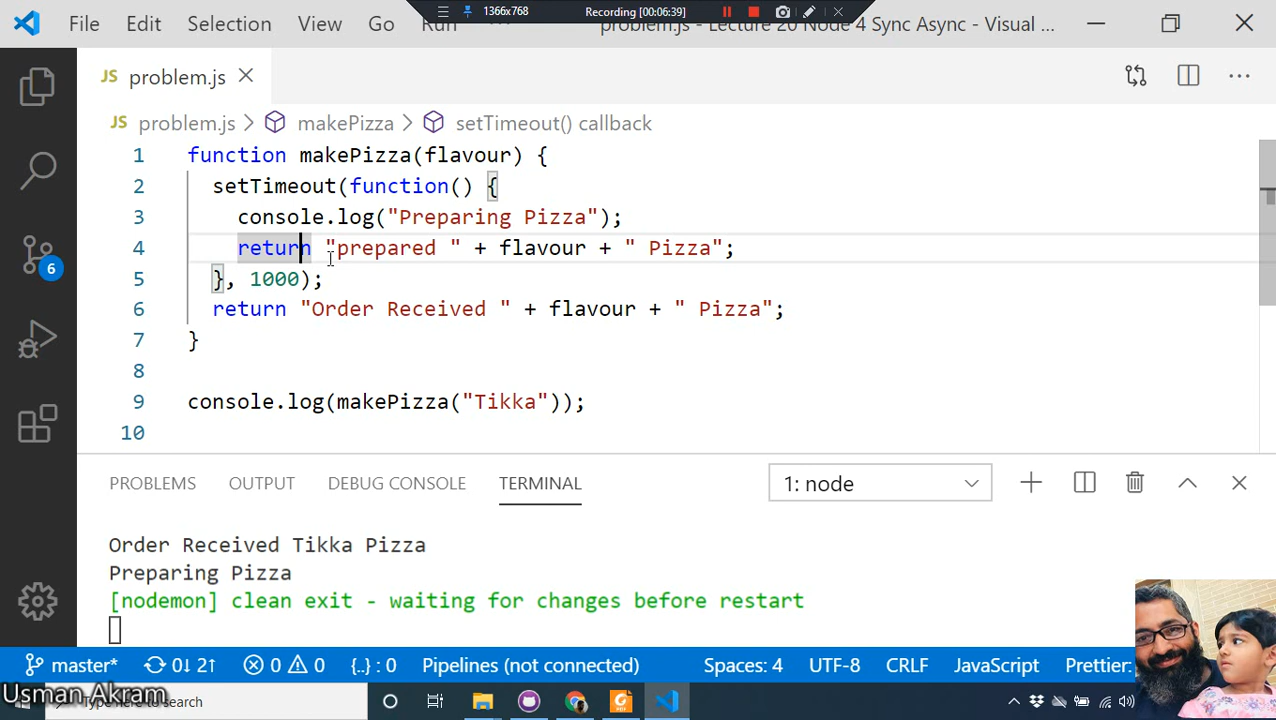 1366x768 Recording [00:06:39]
File Edit Selection View Go Run problem.js - Lecture 20 Node 4 Sync Async - Visual ...
JS problem.js
JS problem.js > makePizza > setTimeout() callback
1 function makePizza(flavour) {
2 setTimeout(function() {
3 console.log("Preparing Pizza");
4 return "prepared " + flavour + " Pizza";
5 }, 1000);
6 return "Order Received " + flavour + " Pizza";
7 }
8
9 console.log(makePizza("Tikka"));
10
6
PROBLEMS OUTPUT DEBUG CONSOLE TERMINAL 1: node
Order Received Tikka Pizza
Preparing Pizza
[nodemon] clean exit - waiting for changes before restart
master* 0↓ 2↑ 0 0 {..} : 0 Pipelines (not connected) Spaces: 4 UTF-8 CRLF JavaScript Prettier:
Usman Akram
Type here to search